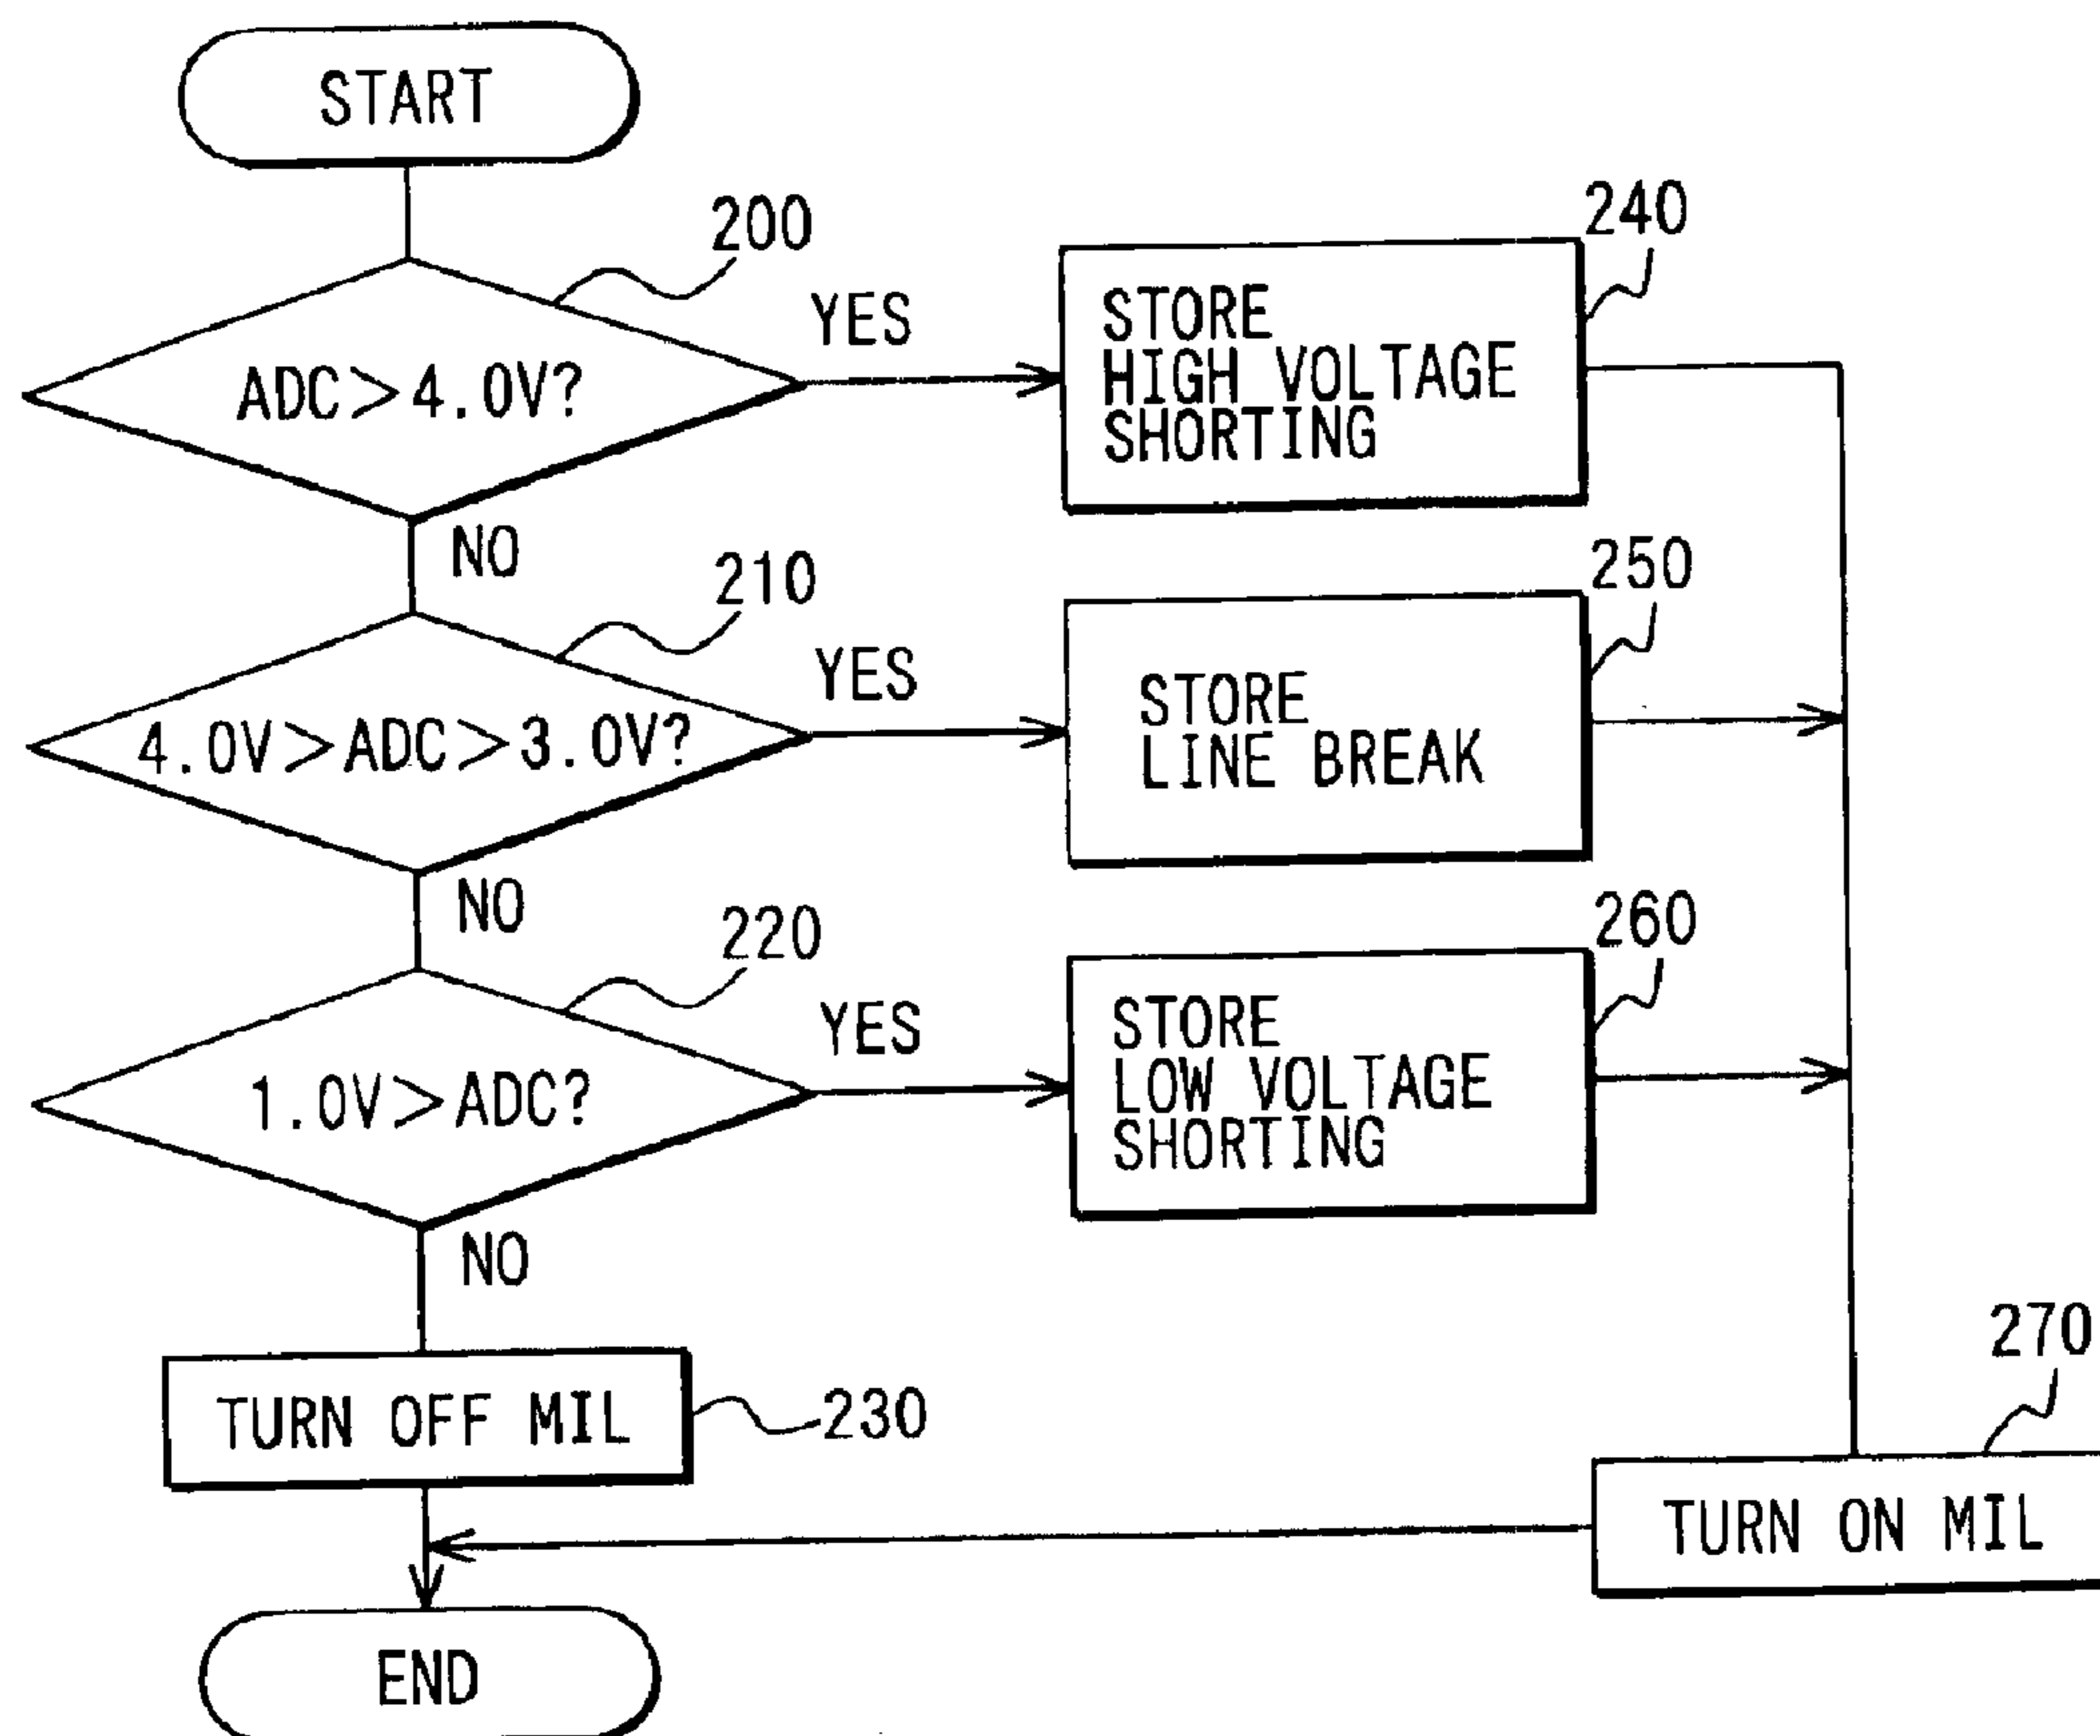 START
200
ADC>4.0V?
YES
240
STORE
HIGH VOLTAGE
SHORTING
NO
210
4.0V>ADC>3.0V?
YES
250
STORE
LINE BREAK
NO
220
1.0V>ADC?
YES
260
STORE
LOW VOLTAGE
SHORTING
NO
TURN OFF MIL
230
270
TURN ON MIL
END